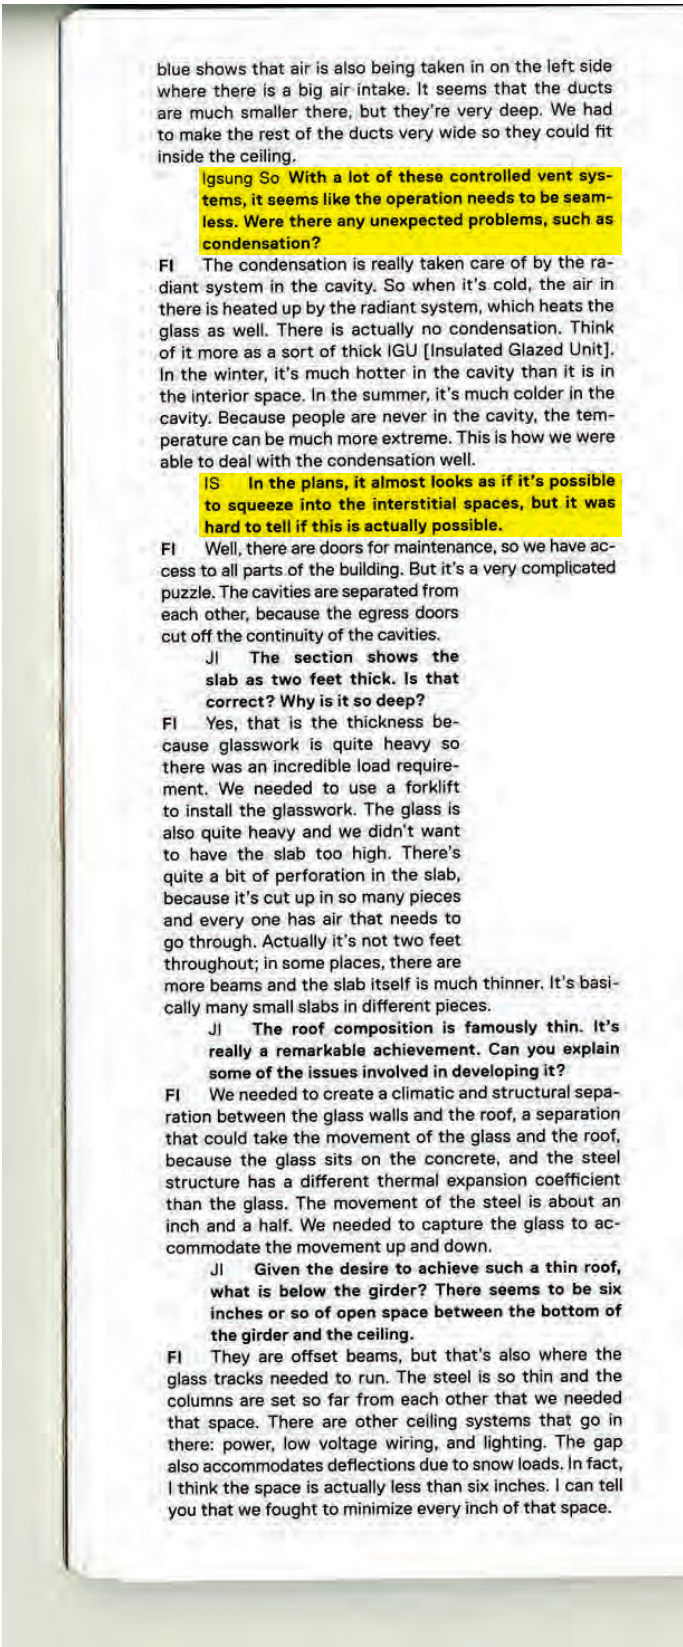 blue shows that air is also being taken in on the left side
where there is a big air intake. It seems that the ducts
are much smaller there, but they're very deep. We had
to make the rest of the ducts very wide so they could fit
inside the ceiling.
Igsung So With a lot of these controlled vent sys-
tems, it seems like the operation needs to be seam-
less. Were there any unexpected problems, such as
condensation?
FI The condensation is really taken care of by the ra-
diant system in the cavity. So when it's cold, the air in
there is heated up by the radiant system, which heats the
glass as well. There is actually no condensation. Think
of it more as a sort of thick IGU [Insulated Glazed Unit].
In the winter, it's much hotter in the cavity than it is in
the interior space. In the summer, it's much colder in the
cavity. Because people are never in the cavity, the tem-
perature can be much more extreme. This is how we were
able to deal with the condensation well.
IS In the plans, it almost looks as if it's possible
to squeeze into the interstitial spaces, but it was
hard to tell if this is actually possible.
FI Well, there are doors for maintenance, so we have ac-
cess to all parts of the building. But it's a very complicated
puzzle. The cavities are separated from
each other, because the egress doors
cut off the continuity of the cavities.
JI The section shows the
slab as two feet thick. Is that
correct? Why is it so deep?
FI Yes, that is the thickness be-
cause glasswork is quite heavy so
there was an incredible load require-
ment. We needed to use a forklift
to install the glasswork. The glass is
also quite heavy and we didn't want
to have the slab too high. There's
quite a bit of perforation in the slab,
because it's cut up in so many pieces
and every one has air that needs to
go through. Actually it's not two feet
throughout; in some places, there are
more beams and the slab itself is much thinner. It's basi-
cally many small slabs in different pieces.
JI The roof composition is famously thin. It's
really a remarkable achievement. Can you explain
some of the issues involved in developing it?
FI We needed to create a climatic and structural sepa-
ration between the glass walls and the roof, a separation
that could take the movement of the glass and the roof,
because the glass sits on the concrete, and the steel
structure has a different thermal expansion coefficient
than the glass. The movement of the steel is about an
inch and a half. We needed to capture the glass to ac-
commodate the movement up and down.
JI Given the desire to achieve such a thin roof,
what is below the girder? There seems to be six
inches or so of open space between the bottom of
the girder and the ceiling.
FI They are offset beams, but that's also where the
glass tracks needed to run. The steel is so thin and the
columns are set so far from each other that we needed
that space. There are other ceiling systems that go in
there: power, low voltage wiring, and lighting. The gap
also accommodates deflections due to snow loads. In fact,
I think the space is actually less than six inches. I can tell
you that we fought to minimize every inch of that space.